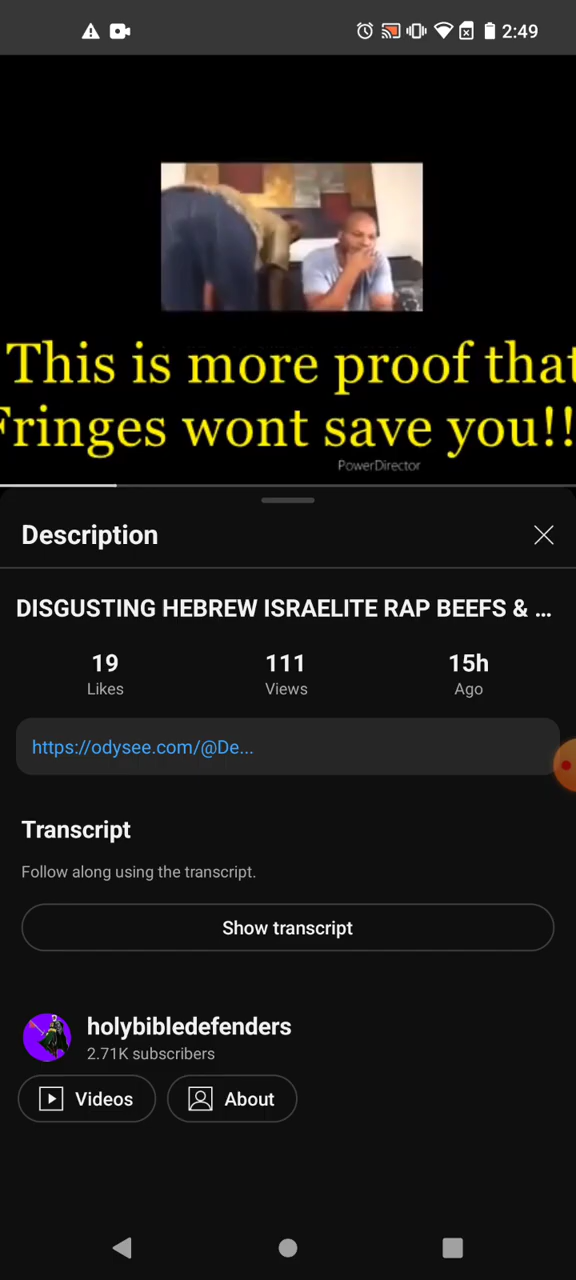 2:49
This is more proof that
Fringes wont save you!!
PowerDirector
Description
DISGUSTING HEBREW ISRAELITE RAP BEEFS & ...
19
Likes
111
Views
15h
Ago
https://odysee.com/@De...
Transcript
Follow along using the transcript.
Show transcript
holybibledefenders
2.71K subscribers
Videos
About